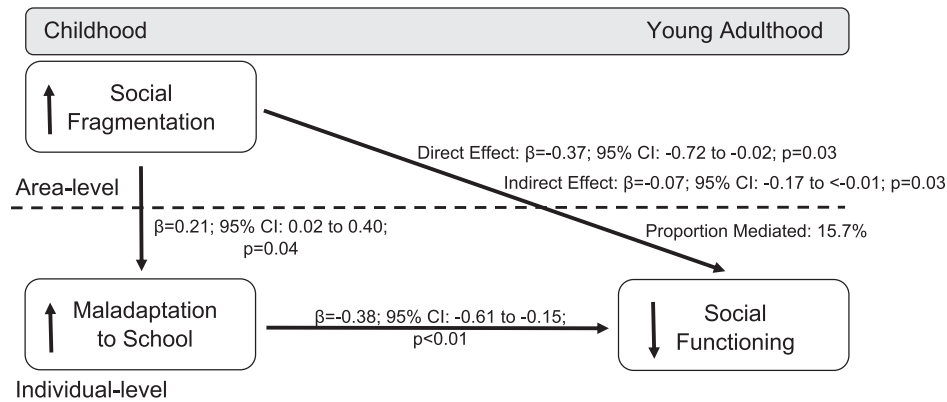 Childhood Young Adulthood
Social
Fragmentation
Direct Effect: β=-0.37; 95% CI: -0.72 to -0.02; p=0.03
Area-level
Indirect Effect: β=-0.07; 95% CI: -0.17 to <-0.01; p=0.03
β=0.21; 95% CI: 0.02 to 0.40;
p=0.04
Proportion Mediated: 15.7%
Maladaptation
to School
β=-0.38; 95% CI: -0.61 to -0.15;
p<0.01
Social
Functioning
Individual-level